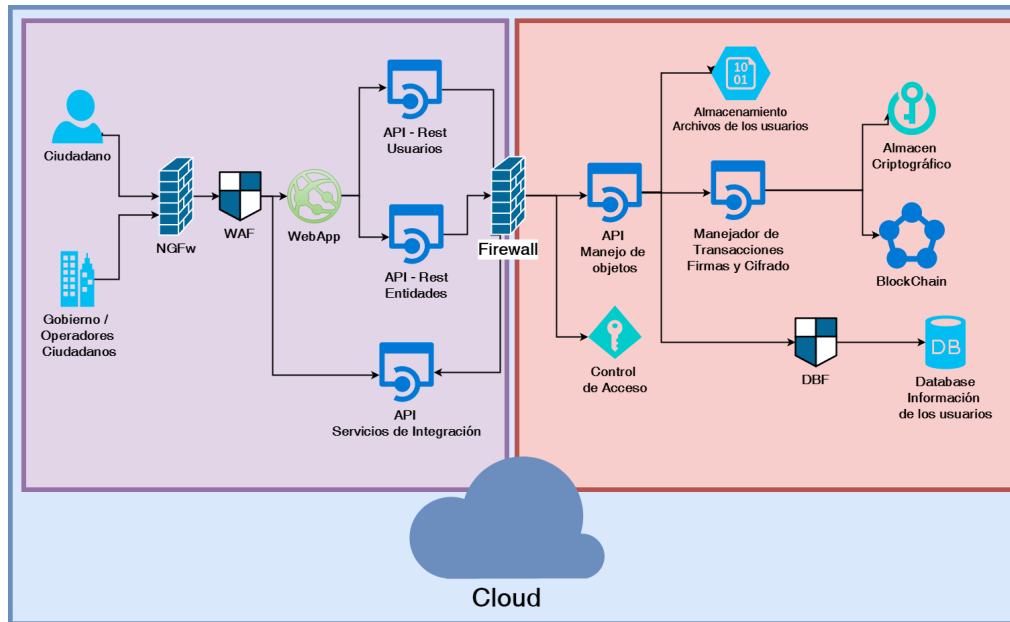 Ciudadano
Gobierno /
Operadores
Ciudadanos
NGFw
WAF
WebApp
API - Rest
Usuarios
API - Rest
Entidades
API
Servicios de Integración
Firewall
API
Manejo de
objetos
Control
de Acceso
10
01
Almacenamiento
Archivos de los usuarios
Manejador de
Transacciones
Firmas y Cifrado
Almacen
Criptográfico
BlockChain
DBF
DB
Database
Información
de los usuarios
Cloud